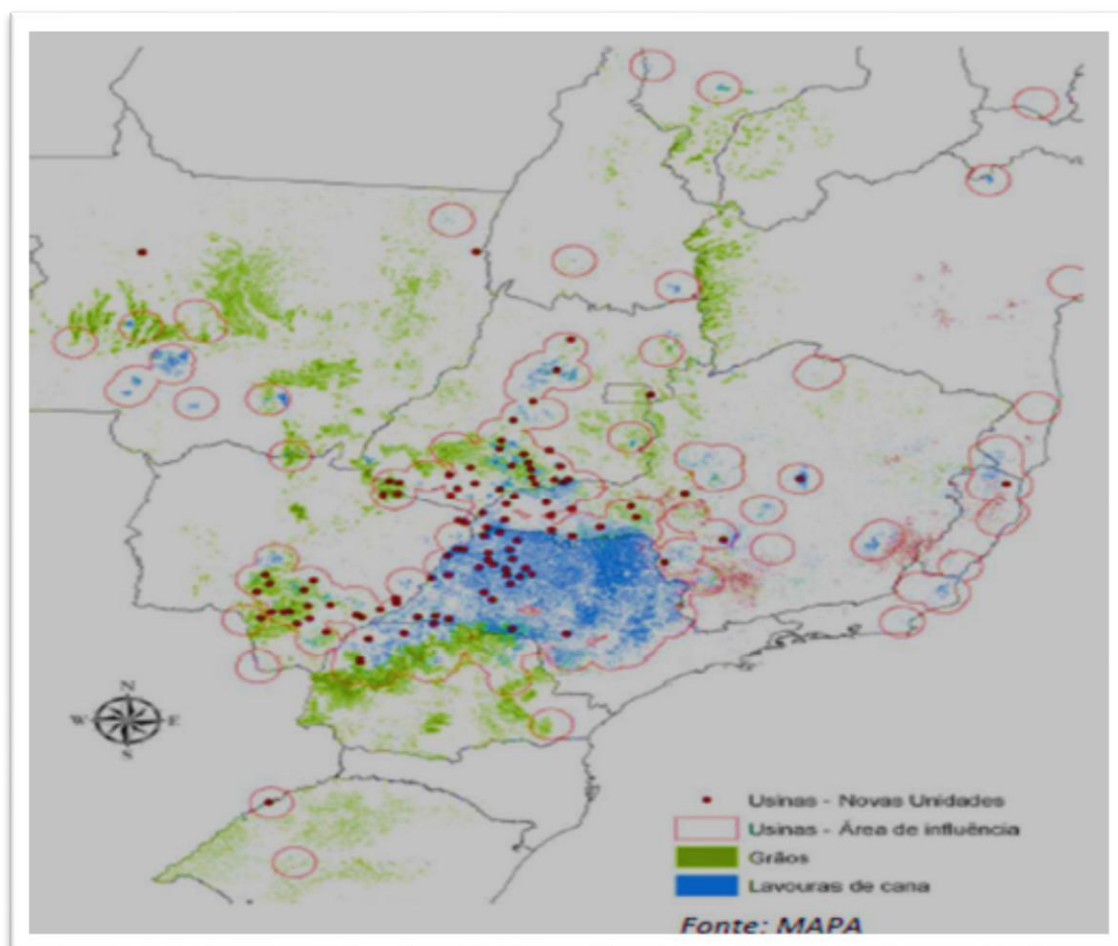 N
W E
S
Usinas - Novas Unidades
Usinas - Área de influência
Grãos
Lavouras de cana
Fonte: MAPA